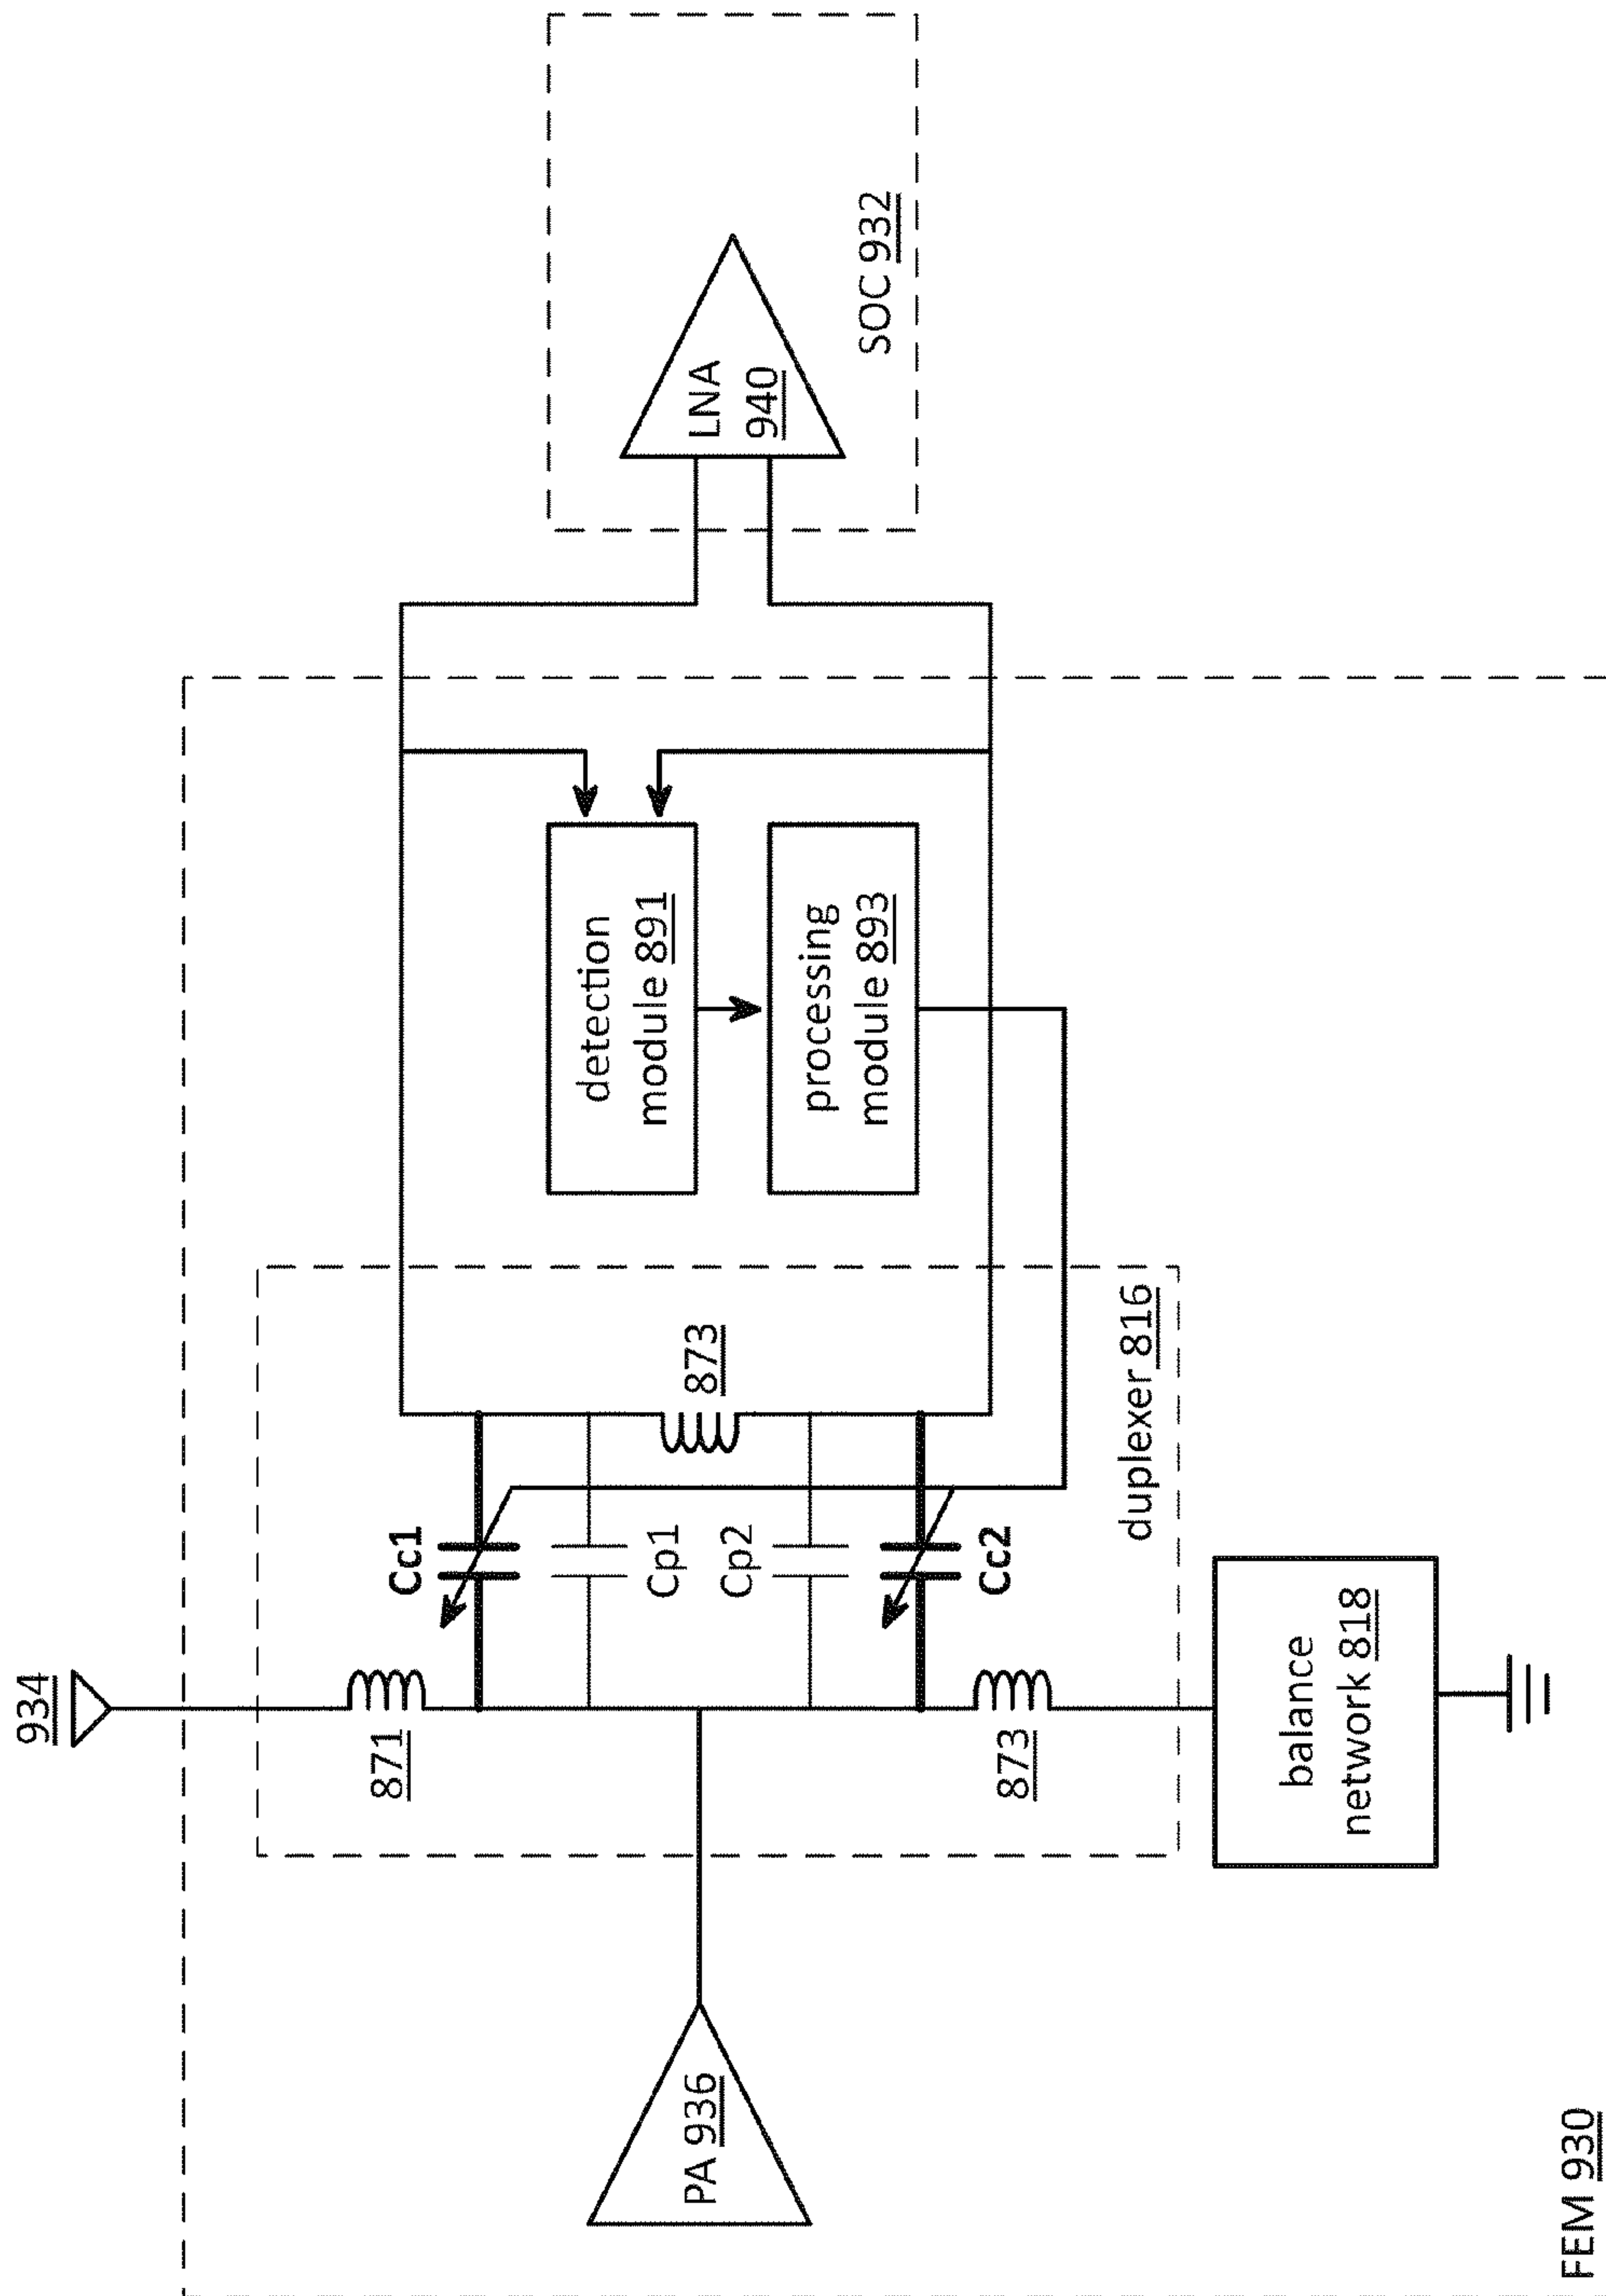 934
871
Cc1
Cp1
Cp2
Cc2
873
873
duplexer 816
PA 936
balance
network 818
detection
module 891
processing
module 893
LNA
940
SOC 932
FEM 930